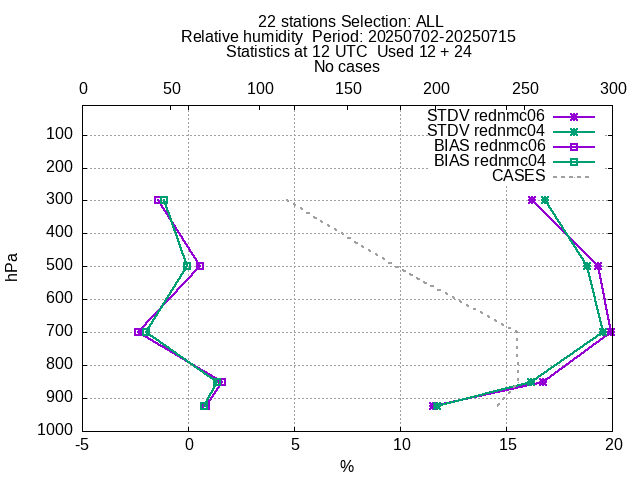 22 stations Selection: ALL
Relative humidity  Period: 20250702-20250715
Statistics at 12 UTC  Used 12 + 24
No cases
0 50 100 150 200 250 300
STDV rednmc06
STDV rednmc04
BIAS rednmc06
BIAS rednmc04
CASES
100
200
300
400
500
600
700
800
900
1000
hPa
-5 0 5 10 15 20
%